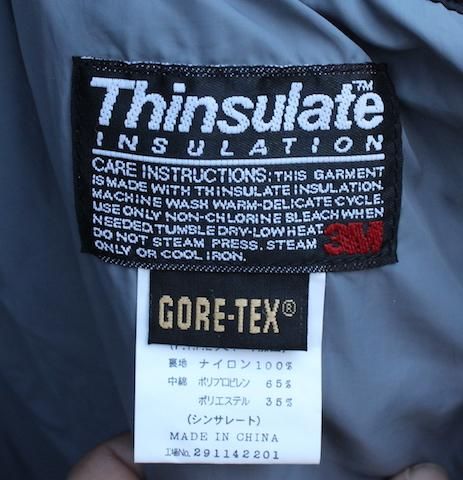 Thinsulate™
INSULATION
CARE INSTRUCTIONS: THIS GARMENT
IS MADE WITH THINSULATE INSULATION.
MACHINE WASH WARM-DELICATE CYCLE.
USE ONLY NON-CHLORINE BLEACH WHEN
NEEDED. TUMBLE DRY-LOW HEAT.
DO NOT STEAM PRESS. STEAM
ONLY OR COOL IRON.
3M
GORE-TEX®
裏地 ナイロン 100%
中綿 ポリプロピレン 65%
ポリエステル 35%
(シンサレート)
MADE IN CHINA
工場No. 291142201